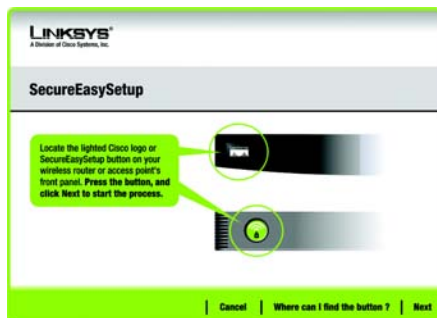 LINKSYS®
A Division of Cisco Systems, Inc.
SecureEasySetup
Locate the lighted Cisco logo or
SecureEasySetup button on your
wireless router or access point's
front panel. Press the button, and
click Next to start the process.
Cancel
Where can I find the button ?
Next